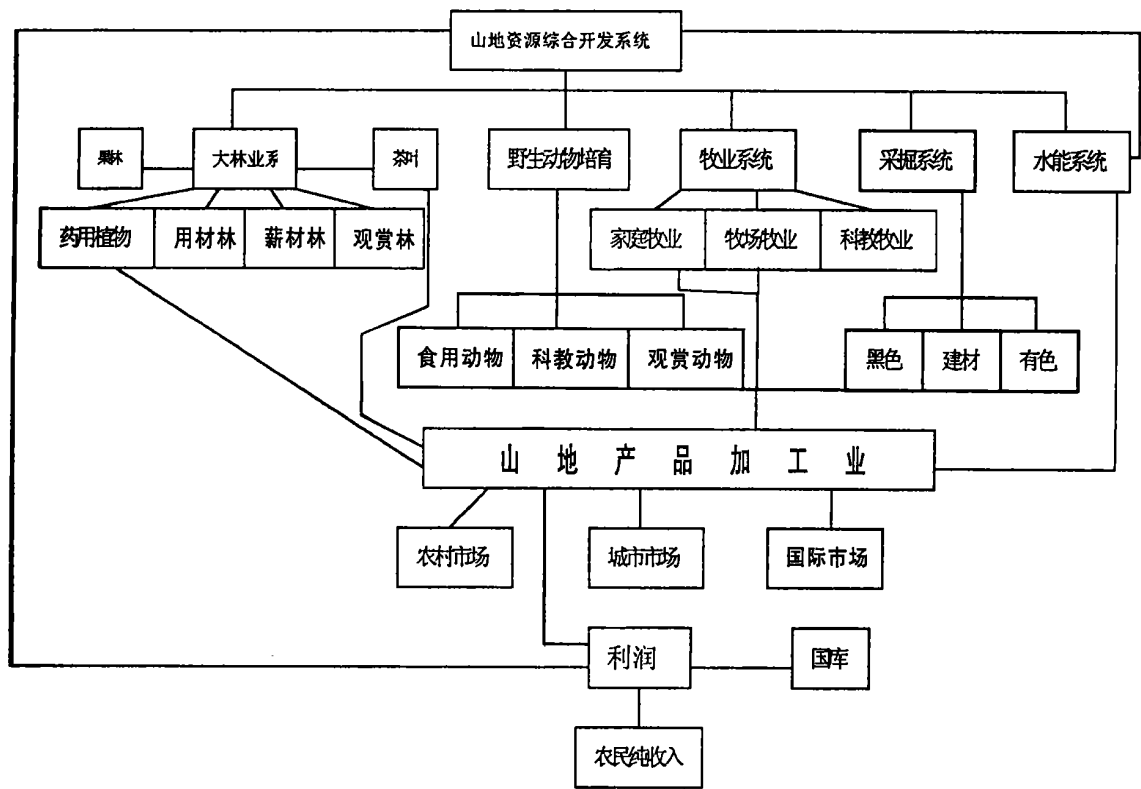 山地资源综合开发系统
果林
大林业系
茶叶
野生动物培育
牧业系统
采掘系统
水能系统
药用植物
用材林
薪材林
观赏林
家庭牧业
牧场牧业
科教牧业
食用动物
科教动物
观赏动物
黑色
建材
有色
山地产品加工业
农村市场
城市市场
国际市场
利润
国库
农民纯收入